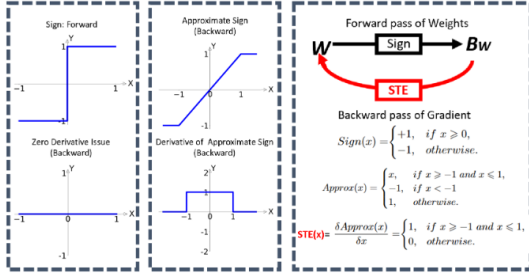 Sign: Forward
Y
1
X
-1
1
-1
Zero Derivative Issue
(Backward)
Y
1
X
-1
1
-1
Approximate Sign
(Backward)
Y
1
X
-1
1
-1
Derivative of Approximate Sign
(Backward)
Y
2
1
X
-1
1
-1
-2
Forward pass of Weights
W Sign Bw
STE
Backward pass of Gradient
Sign(x) = { +1, if x ⩾ 0,
−1, otherwise.
Approx(x) = { x, if x ⩾ −1 and x ⩽ 1,
−1, if x < −1
1, otherwise.
STE(x)= δApprox(x) / δx = { 1, if x ⩾ −1 and x ⩽ 1,
0, otherwise.